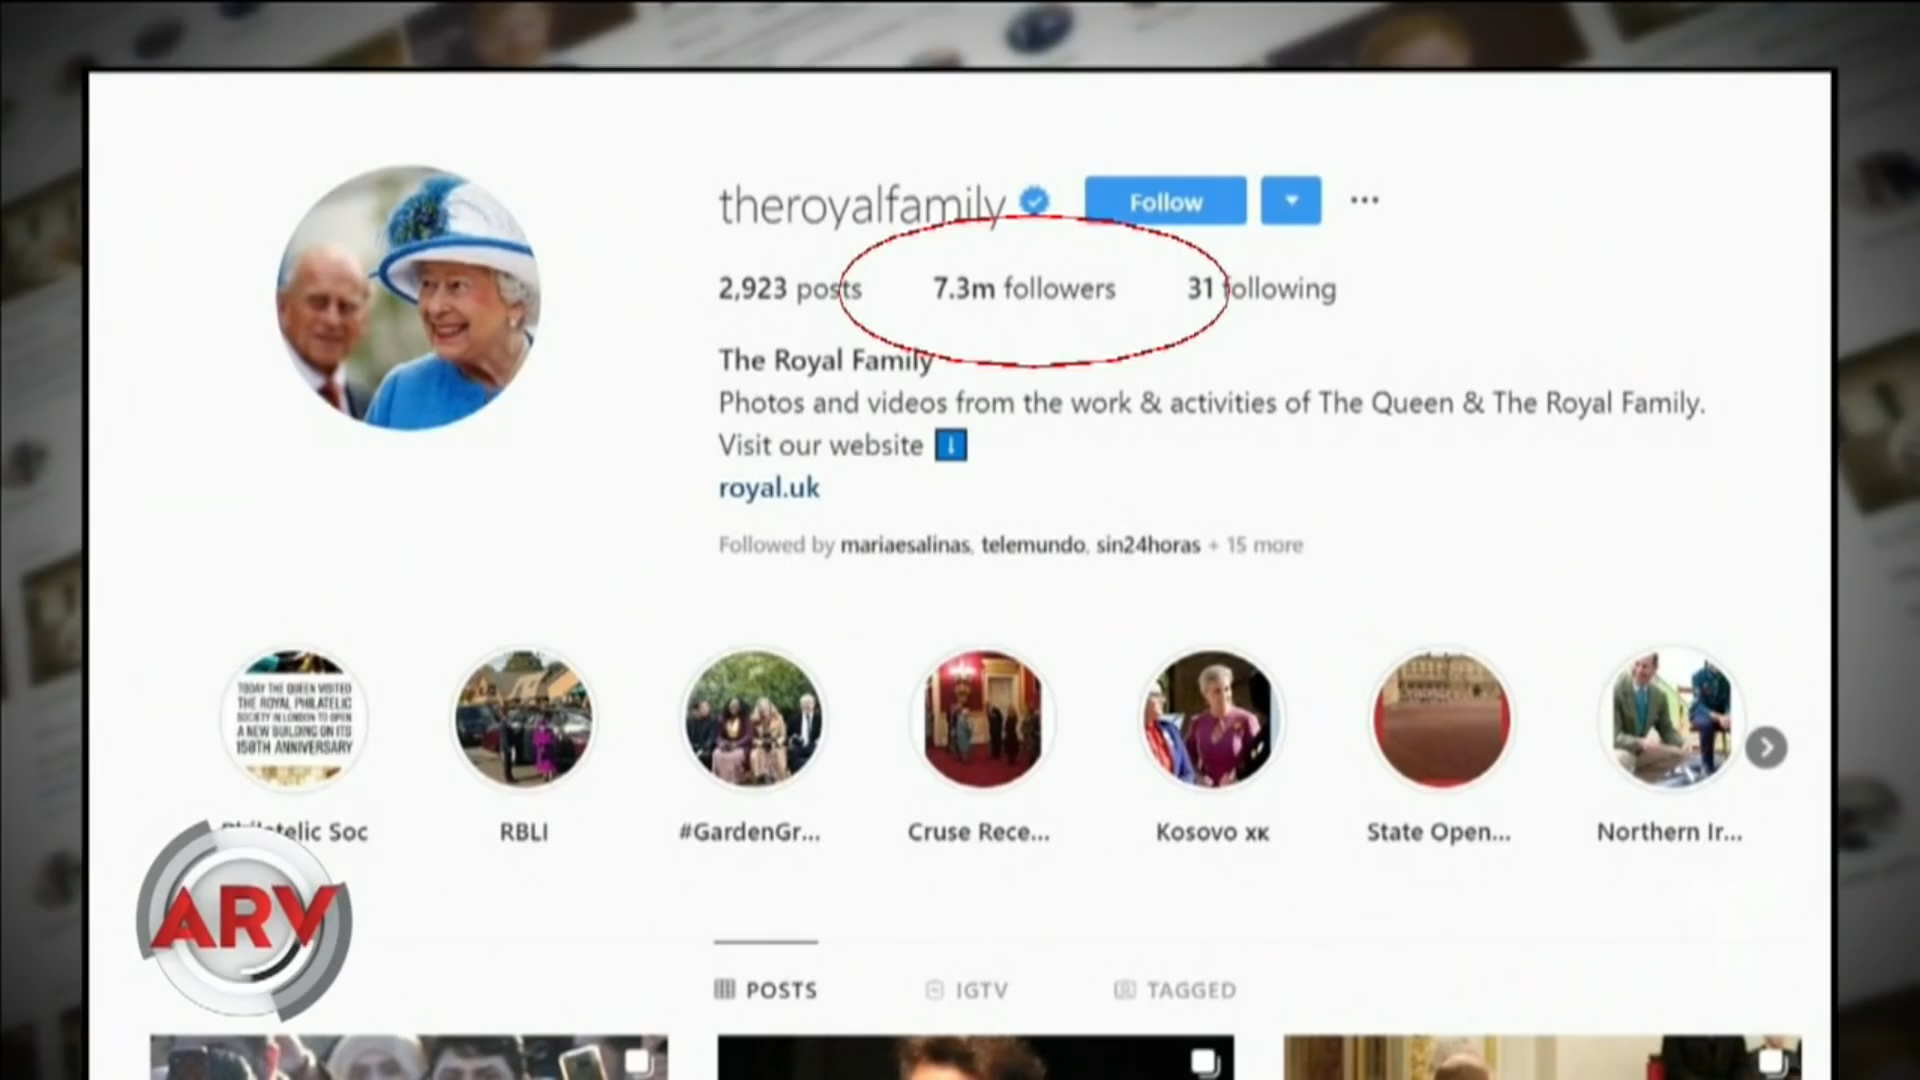 theroyalfamily Follow
2,923 posts 7.3m followers 31 following
The Royal Family
Photos and videos from the work & activities of The Queen & The Royal Family.
Visit our website
royal.uk
Followed by mariaesalinas, telemundo, sin24horas + 15 more
TODAY THE QUEEN VISITED
THE ROYAL PHILATELIC
SOCIETY IN LONDON TO OPEN
A NEW BUILDING ON ITS
150TH ANNIVERSARY
Philatelic Soc RBLI #GardenGr... Cruse Rece... Kosovo xĸ State Open... Northern Ir...
ARV
POSTS IGTV TAGGED